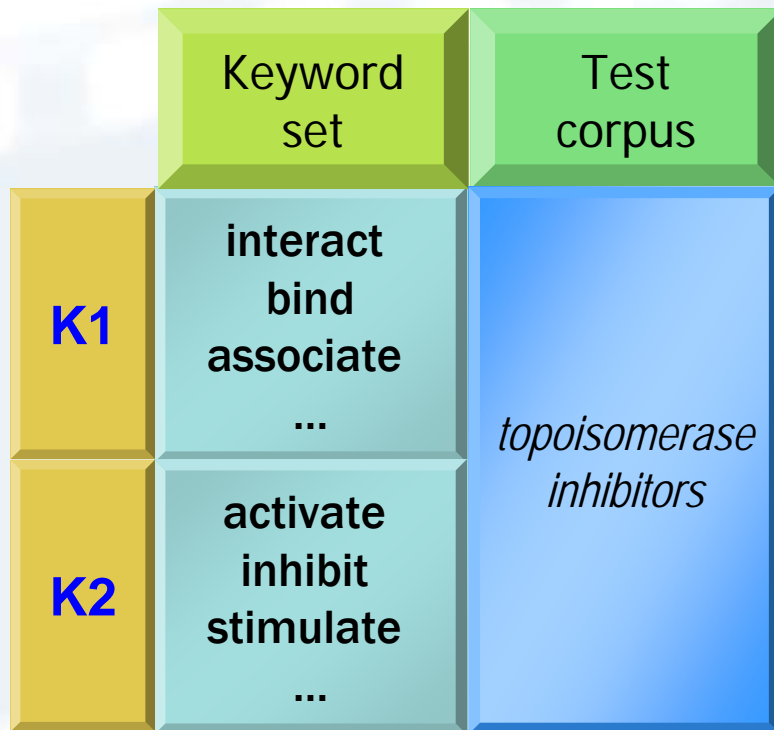 Keyword
set
Test
corpus
K1
interact
bind
associate
...
topoisomerase
inhibitors
K2
activate
inhibit
stimulate
...